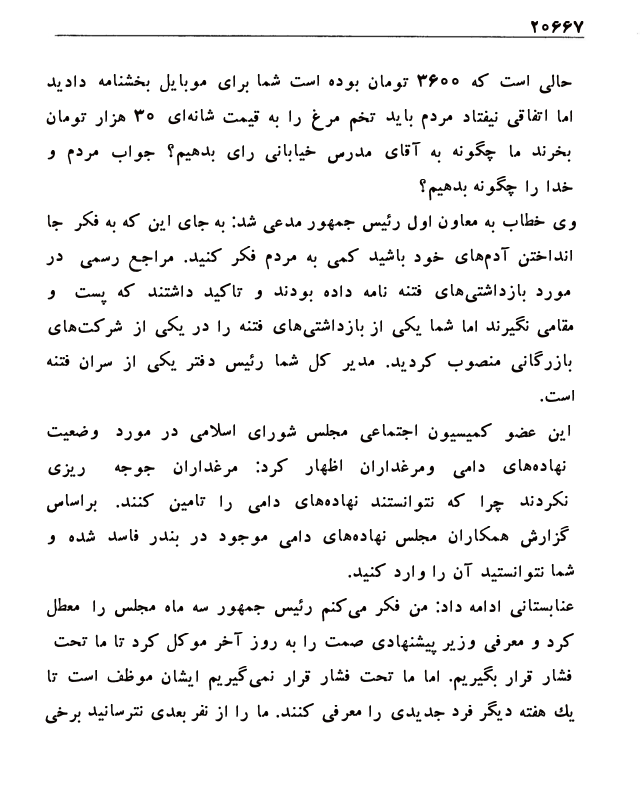 ۲۰۶۶۷
حالی است که ۳۶۰۰ تومان بوده است شما برای موبایل بخشنامه دادید
اما اتفاقی نیفتاد مردم باید تخم مرغ را به قیمت شانه‌ای ۳۰ هزار تومان
بخرند ما چگونه به آقای مدرس خیابانی رای بدهیم؟ جواب مردم و
خدا را چگونه بدهیم؟
وی خطاب به معاون اول رئیس جمهور مدعی شد: به جای این که به فکر جا
انداختن آدم‌های خود باشید کمی به مردم فکر کنید. مراجع رسمی در
مورد بازداشتی‌های فتنه نامه داده بودند و تاکید داشتند که پست و
مقامی نگیرند اما شما یکی از بازداشتی‌های فتنه را در یکی از شرکت‌های
بازرگانی منصوب کردید. مدیر کل شما رئیس دفتر یکی از سران فتنه
است.
این عضو کمیسیون اجتماعی مجلس شورای اسلامی در مورد وضعیت
نهاده‌های دامی ومرغداران اظهار کرد: مرغداران جوجه ریزی
نکردند چرا که نتوانستند نهاده‌های دامی را تامین کنند. براساس
گزارش همکاران مجلس نهاده‌های دامی موجود در بندر فاسد شده و
شما نتوانستید آن را وارد کنید.
عنابستانی ادامه داد: من فکر می‌کنم رئیس جمهور سه ماه مجلس را معطل
کرد و معرفی وزیر پیشنهادی صمت را به روز آخر موکل کرد تا ما تحت
فشار قرار بگیریم. اما ما تحت فشار قرار نمی‌گیریم ایشان موظف است تا
یك هفته دیگر فرد جدیدی را معرفی کنند. ما را از نفر بعدی نترسانید برخی